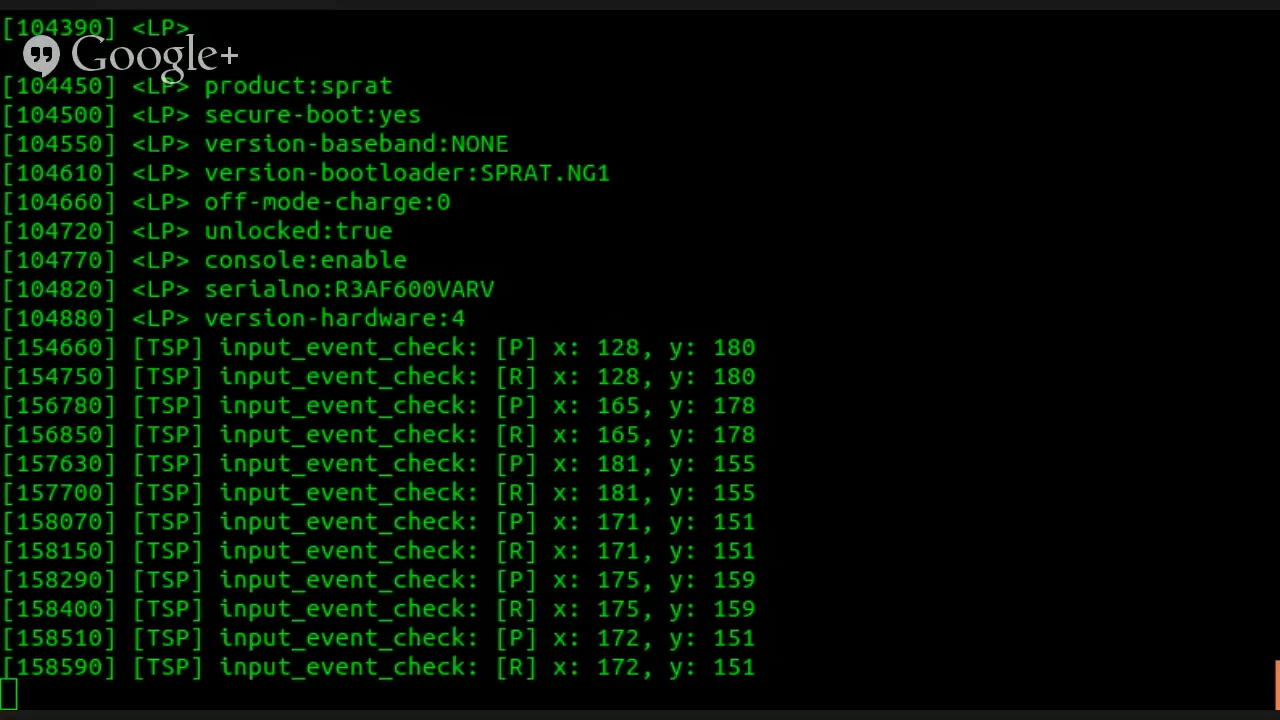 [104390] <LP>
Google+
[104450] <LP> product:sprat
[104500] <LP> secure-boot:yes
[104550] <LP> version-baseband:NONE
[104610] <LP> version-bootloader:SPRAT.NG1
[104660] <LP> off-mode-charge:0
[104720] <LP> unlocked:true
[104770] <LP> console:enable
[104820] <LP> serialno:R3AF600VARV
[104880] <LP> version-hardware:4
[154660] [TSP] input_event_check: [P] x: 128, y: 180
[154750] [TSP] input_event_check: [R] x: 128, y: 180
[156780] [TSP] input_event_check: [P] x: 165, y: 178
[156850] [TSP] input_event_check: [R] x: 165, y: 178
[157630] [TSP] input_event_check: [P] x: 181, y: 155
[157700] [TSP] input_event_check: [R] x: 181, y: 155
[158070] [TSP] input_event_check: [P] x: 171, y: 151
[158150] [TSP] input_event_check: [R] x: 171, y: 151
[158290] [TSP] input_event_check: [P] x: 175, y: 159
[158400] [TSP] input_event_check: [R] x: 175, y: 159
[158510] [TSP] input_event_check: [P] x: 172, y: 151
[158590] [TSP] input_event_check: [R] x: 172, y: 151